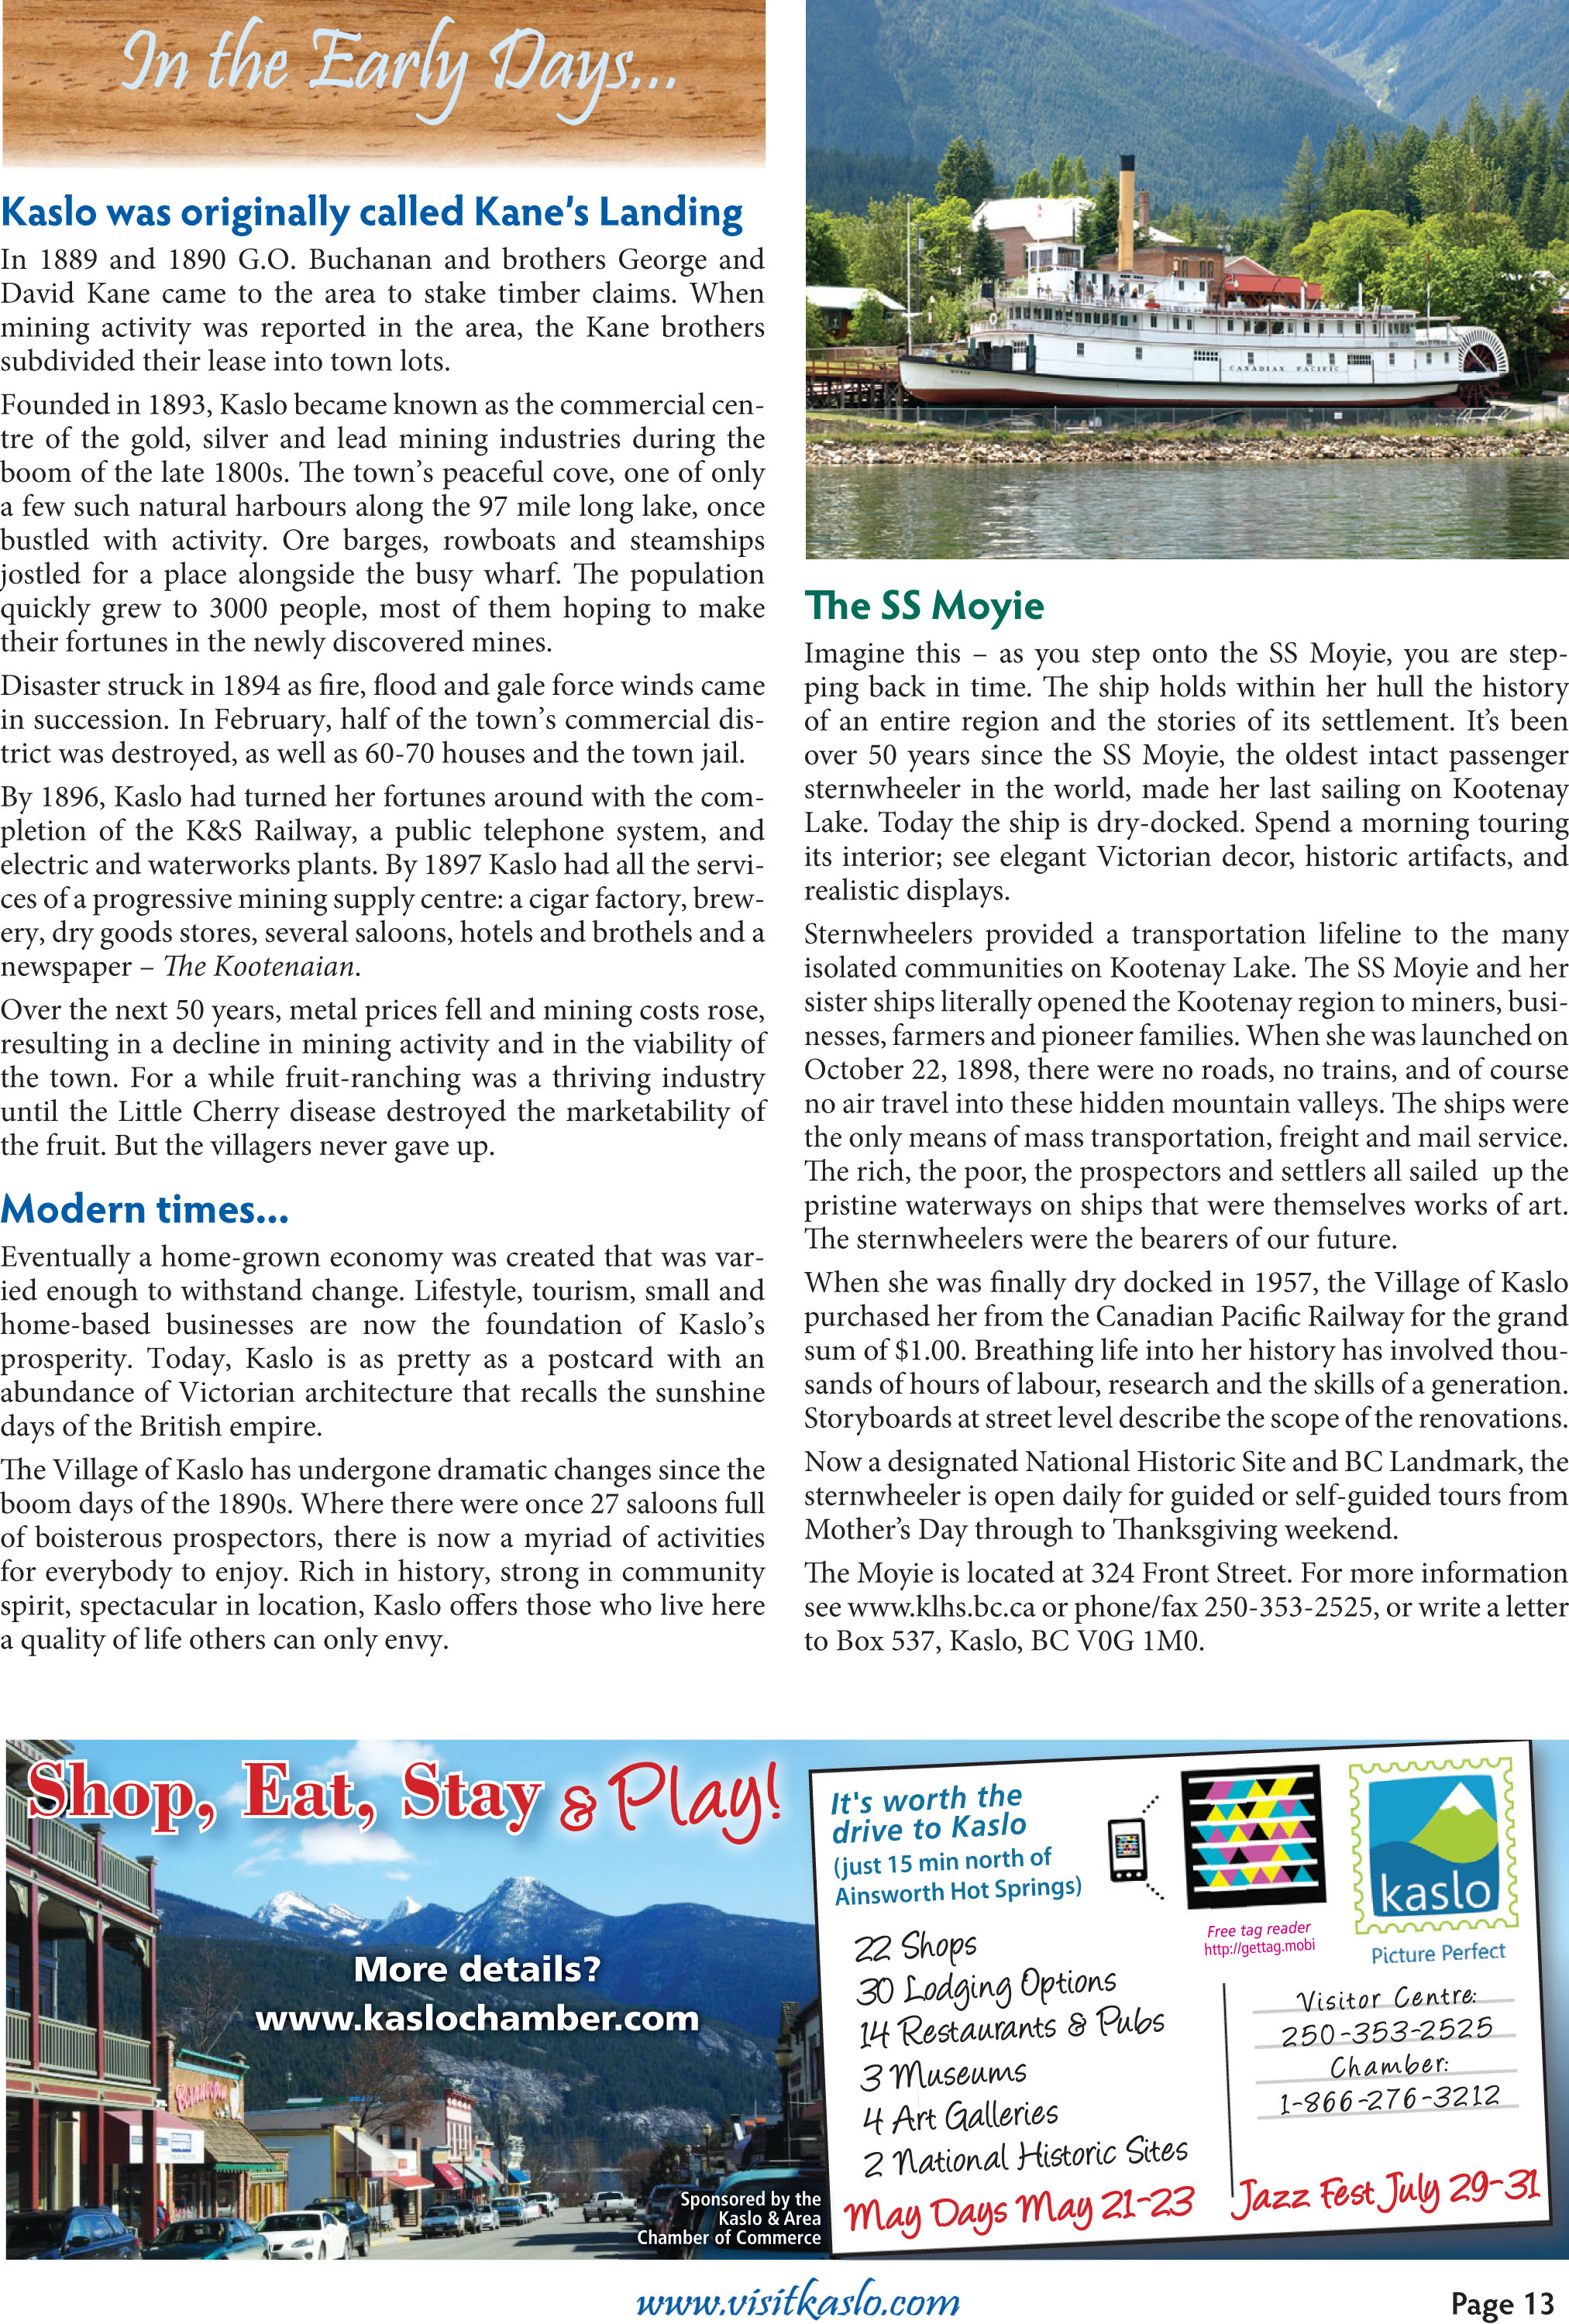 In the Early Days...
Kaslo was originally called Kane's Landing
In 1889 and 1890 G.O. Buchanan and brothers George and
David Kane came to the area to stake timber claims. When
mining activity was reported in the area, the Kane brothers
subdivided their lease into town lots.
Founded in 1893, Kaslo became known as the commercial cen-
tre of the gold, silver and lead mining industries during the
boom of the late 1800s. The town's peaceful cove, one of only
a few such natural harbours along the 97 mile long lake, once
bustled with activity. Ore barges, rowboats and steamships
jostled for a place alongside the busy wharf. The population
quickly grew to 3000 people, most of them hoping to make
their fortunes in the newly discovered mines.
Disaster struck in 1894 as fire, flood and gale force winds came
in succession. In February, half of the town's commercial dis-
trict was destroyed, as well as 60-70 houses and the town jail.
By 1896, Kaslo had turned her fortunes around with the com-
pletion of the K&S Railway, a public telephone system, and
electric and waterworks plants. By 1897 Kaslo had all the servi-
ces of a progressive mining supply centre: a cigar factory, brew-
ery, dry goods stores, several saloons, hotels and brothels and a
newspaper – The Kootenaian.
Over the next 50 years, metal prices fell and mining costs rose,
resulting in a decline in mining activity and in the viability of
the town. For a while fruit-ranching was a thriving industry
until the Little Cherry disease destroyed the marketability of
the fruit. But the villagers never gave up.
Modern times...
Eventually a home-grown economy was created that was var-
ied enough to withstand change. Lifestyle, tourism, small and
home-based businesses are now the foundation of Kaslo's
prosperity. Today, Kaslo is as pretty as a postcard with an
abundance of Victorian architecture that recalls the sunshine
days of the British empire.
The Village of Kaslo has undergone dramatic changes since the
boom days of the 1890s. Where there were once 27 saloons full
of boisterous prospectors, there is now a myriad of activities
for everybody to enjoy. Rich in history, strong in community
spirit, spectacular in location, Kaslo offers those who live here
a quality of life others can only envy.
MOYIE
CANADIAN PACIFIC
The SS Moyie
Imagine this – as you step onto the SS Moyie, you are step-
ping back in time. The ship holds within her hull the history
of an entire region and the stories of its settlement. It's been
over 50 years since the SS Moyie, the oldest intact passenger
sternwheeler in the world, made her last sailing on Kootenay
Lake. Today the ship is dry-docked. Spend a morning touring
its interior; see elegant Victorian decor, historic artifacts, and
realistic displays.
Sternwheelers provided a transportation lifeline to the many
isolated communities on Kootenay Lake. The SS Moyie and her
sister ships literally opened the Kootenay region to miners, busi-
nesses, farmers and pioneer families. When she was launched on
October 22, 1898, there were no roads, no trains, and of course
no air travel into these hidden mountain valleys. The ships were
the only means of mass transportation, freight and mail service.
The rich, the poor, the prospectors and settlers all sailed up the
pristine waterways on ships that were themselves works of art.
The sternwheelers were the bearers of our future.
When she was finally dry docked in 1957, the Village of Kaslo
purchased her from the Canadian Pacific Railway for the grand
sum of $1.00. Breathing life into her history has involved thou-
sands of hours of labour, research and the skills of a generation.
Storyboards at street level describe the scope of the renovations.
Now a designated National Historic Site and BC Landmark, the
sternwheeler is open daily for guided or self-guided tours from
Mother's Day through to Thanksgiving weekend.
The Moyie is located at 324 Front Street. For more information
see www.klhs.bc.ca or phone/fax 250-353-2525, or write a letter
to Box 537, Kaslo, BC V0G 1M0.
Shop, Eat, Stay & Play!
More details?
www.kaslochamber.com
Sponsored by the
Kaslo & Area
Chamber of Commerce
It's worth the
drive to Kaslo
(just 15 min north of
Ainsworth Hot Springs)
22 Shops
30 Lodging Options
14 Restaurants & Pubs
3 Museums
4 Art Galleries
2 National Historic Sites
May Days May 21-23
Free tag reader
http://gettag.mobi
kaslo
Picture Perfect
Visitor Centre:
250-353-2525
Chamber:
1-866-276-3212
Jazz Fest July 29-31
www.visitkaslo.com
Page 13